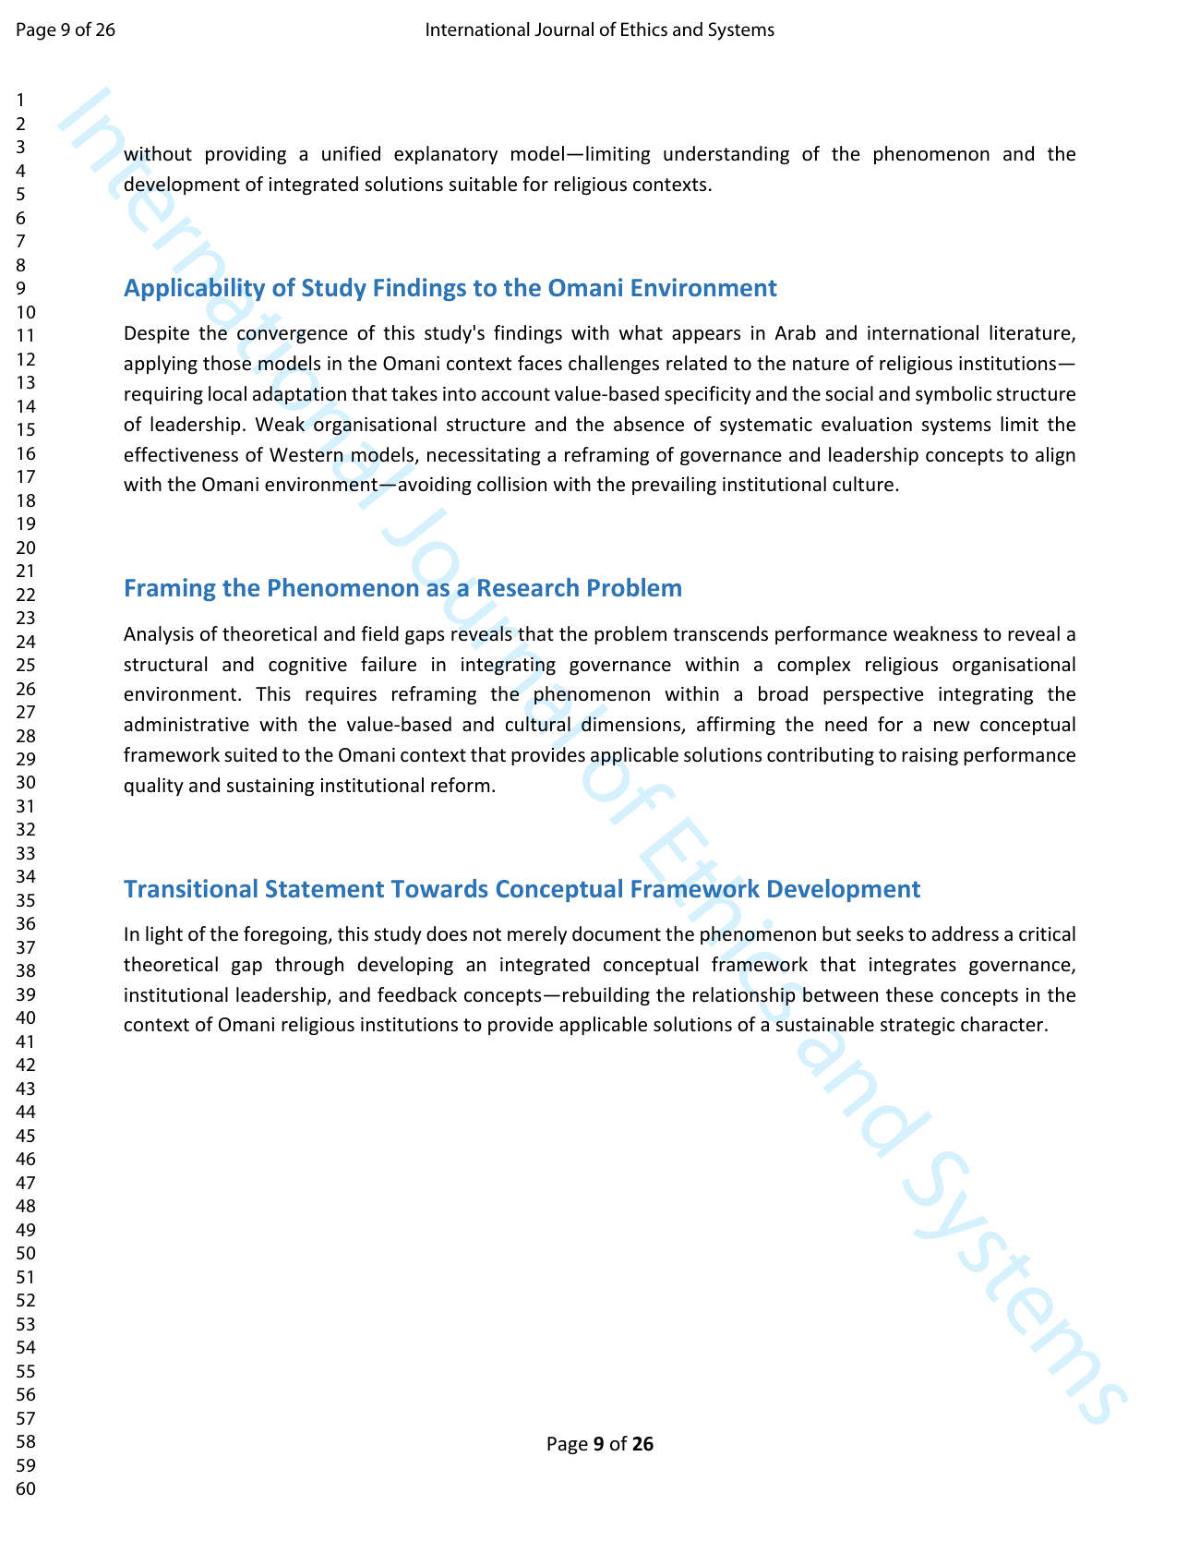 Page 9 of 26
International Journal of Ethics and Systems
1
2
3
4
5
6
7
8
9
10
11
12
13
14
15
16
17
18
19
20
21
22
23
24
25
26
27
28
29
30
31
32
33
34
35
36
37
38
39
40
41
42
43
44
45
46
47
48
49
50
51
52
53
54
55
56
57
58
59
60
without providing a unified explanatory model—limiting understanding of the phenomenon and the
development of integrated solutions suitable for religious contexts.
Applicability of Study Findings to the Omani Environment
Despite the convergence of this study's findings with what appears in Arab and international literature,
applying those models in the Omani context faces challenges related to the nature of religious institutions—
requiring local adaptation that takes into account value-based specificity and the social and symbolic structure
of leadership. Weak organisational structure and the absence of systematic evaluation systems limit the
effectiveness of Western models, necessitating a reframing of governance and leadership concepts to align
with the Omani environment—avoiding collision with the prevailing institutional culture.
Framing the Phenomenon as a Research Problem
Analysis of theoretical and field gaps reveals that the problem transcends performance weakness to reveal a
structural and cognitive failure in integrating governance within a complex religious organisational
environment. This requires reframing the phenomenon within a broad perspective integrating the
administrative with the value-based and cultural dimensions, affirming the need for a new conceptual
framework suited to the Omani context that provides applicable solutions contributing to raising performance
quality and sustaining institutional reform.
Transitional Statement Towards Conceptual Framework Development
In light of the foregoing, this study does not merely document the phenomenon but seeks to address a critical
theoretical gap through developing an integrated conceptual framework that integrates governance,
institutional leadership, and feedback concepts—rebuilding the relationship between these concepts in the
context of Omani religious institutions to provide applicable solutions of a sustainable strategic character.
International Journal of Ethics and Systems
Page 9 of 26